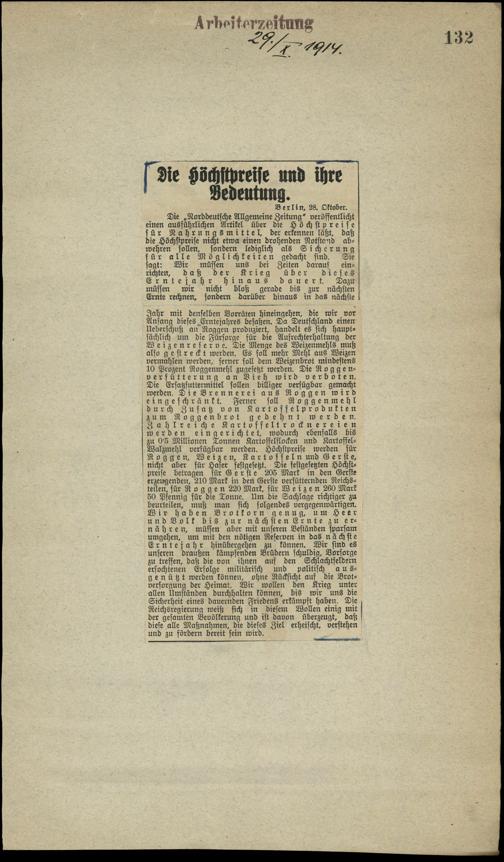 Arbeiterzeitung
29./X. 1914.
132
Die Höchstpreise und ihre
Bedeutung.
Berlin, 28. Oktober.
Die „Norddeutsche Allgemeine Zeitung“ veröffentlicht
einen ausführlichen Artikel über die Höchstpreise
für Nahrungsmittel, der erkennen läßt, daß
die Höchstpreise nicht etwa einen drohenden Notstand ab-
wehren sollen, sondern lediglich als Sicherung
für alle Möglichkeiten gedacht sind. Sie
sagt: Wir müssen uns bei Zeiten darauf ein-
richten, daß der Krieg über dieses
Erntejahr hinaus dauert. Dazu
müssen wir nicht bloß gerade bis zur nächsten
Ernte rechnen, sondern darüber hinaus in das nächste
Jahr mit denselben Vorräten hineingehen, die wir vor
Anfang dieses Erntejahres besaßen. Da Deutschland einen
Ueberschuß an Roggen produziert, handelt es sich haupt-
sächlich um die Fürsorge für die Aufrechterhaltung der
Weizenreserve. Die Menge des Weizenmehls muß
also gestreckt werden. Es soll mehr Mehl aus Weizen
vermahlen werden, ferner soll dem Weizenbrot mindestens
10 Prozent Roggenmehl zugesetzt werden. Die Roggen-
verfütterung an Vieh wird verboten.
Die Ersatzfuttermittel sollen billiger verfügbar gemacht
werden. Die Brennerei aus Roggen wird
eingeschränkt. Ferner soll Roggenmehl
durch Zusatz von Kartoffelprodukten
zum Roggenbrot gedehnt werden.
Zahlreiche Kartoffeltrocknereien
werden eingerichtet, wodurch ebenfalls bis
zu 0·5 Millionen Tonnen Kartoffelflocken und Kartoffel-
Walzmehl verfügbar werden. Höchstpreise werden für
Roggen, Weizen, Kartoffeln und Gerste,
nicht aber für Hafer festgesetzt. Die festgesetzten Höchst-
preise betragen für Gerste 205 Mark in den Gerste
erzeugenden, 210 Mark in den Gerste verfütternden Reichs-
teilen, für Roggen 220 Mark, für Weizen 260 Mark
50 Pfennig für die Tonne. Um die Sachlage richtiger zu
beurteilen, muß man sich folgendes vergegenwärtigen.
Wir haben Brotkorn genug, um Heer
und Volk bis zur nächsten Ernte zu er-
nähren, müssen aber mit unseren Beständen sparsam
umgehen, um mit den nötigen Reserven in das nächste
Erntejahr hinübergehen zu können. Wir sind es
unseren draußen kämpfenden Brüdern schuldig, Vorsorge
zu treffen, daß die von ihnen auf den Schlachtfeldern
erfochtenen Erfolge militärisch und politisch aus-
genützt werden können, ohne Rücksicht auf die Brot-
versorgung der Heimat. Wir wollen den Krieg unter
allen Umständen durchhalten können, bis wir uns die
Sicherheit eines dauernden Friedens erkämpft haben. Die
Reichsregierung weiß sich in diesem Wollen einig mit
der gesamten Bevölkerung und ist davon überzeugt, daß
diese alle Maßnahmen, die dieses Ziel erheischt, verstehen
und zu fördern bereit sein wird.